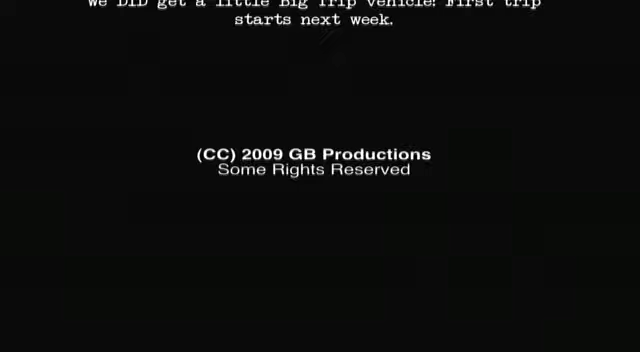 We DID get a little Big Trip vehicle! First trip
starts next week.
(CC) 2009 GB Productions
Some Rights Reserved